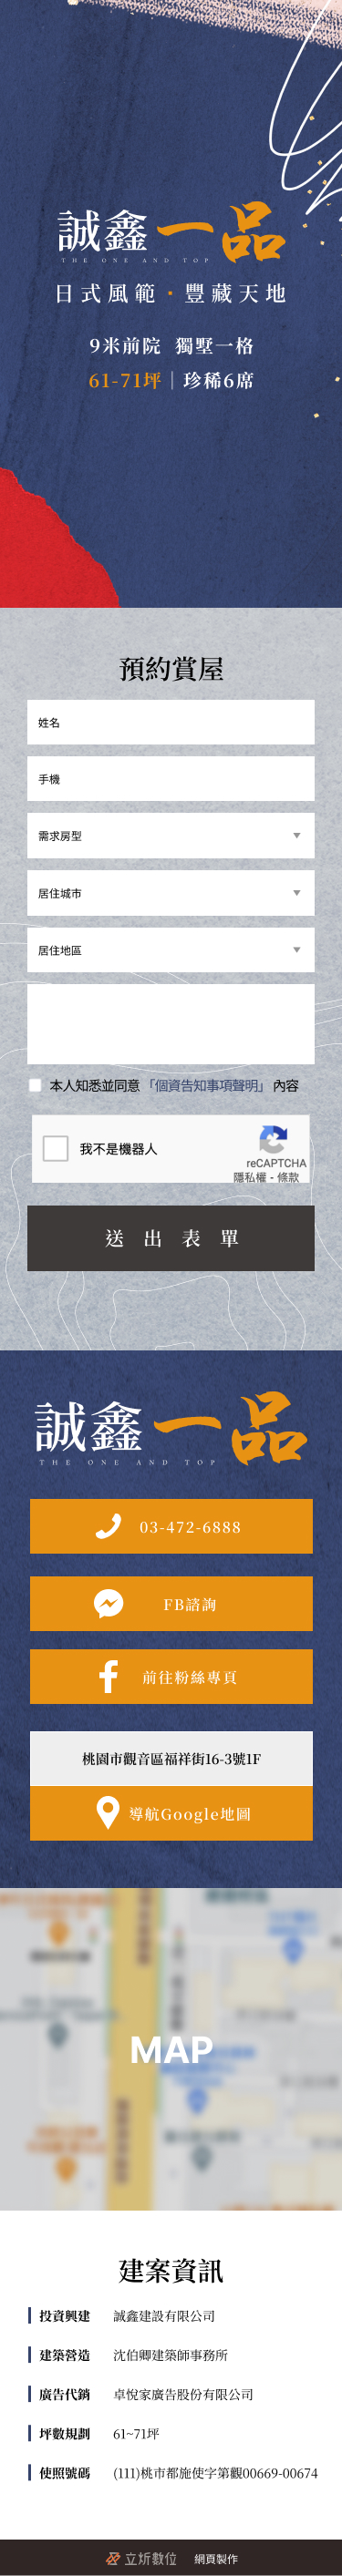 誠鑫一品
THE ONE AND TOP
日式風範·豐藏天地
9米前院 獨墅一格
61-71坪｜珍稀6席
預約賞屋
姓名
手機
需求房型
居住城市
居住地區
本人知悉並同意「個資告知事項聲明」內容
我不是機器人
reCAPTCHA
隱私權 - 條款
送出表單
誠鑫一品
THE ONE AND TOP
03-472-6888
FB諮詢
前往粉絲專頁
桃園市觀音區福祥街16-3號1F
導航Google地圖
MAP
建案資訊
投資興建 誠鑫建設有限公司
建築營造 沈伯卿建築師事務所
廣告代銷 卓悅家廣告股份有限公司
坪數規劃 61~71坪
使照號碼 (111)桃市都施使字第觀00669-00674
立炘數位 網頁製作